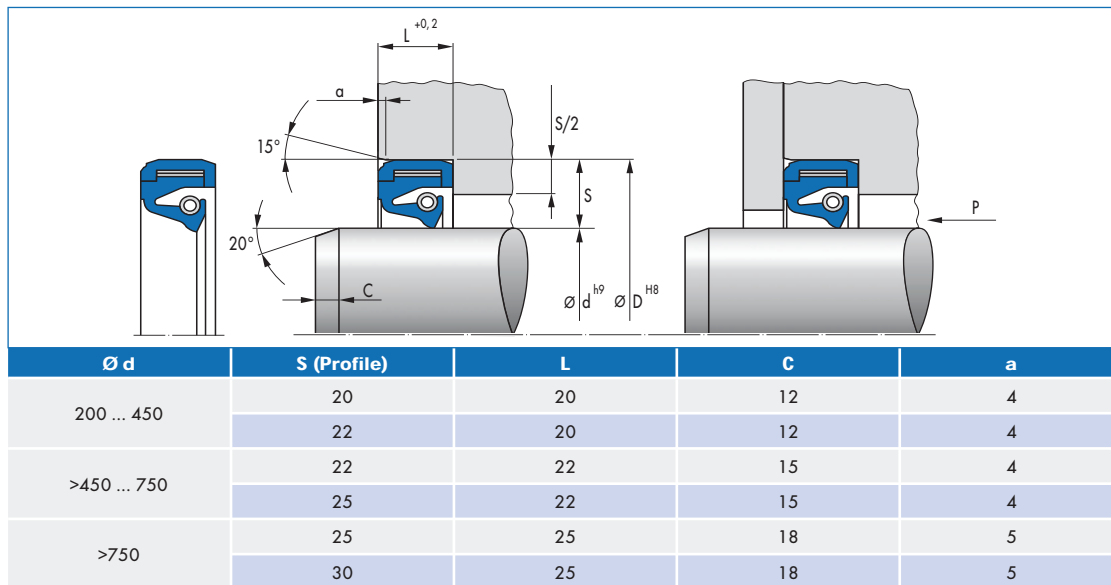 L +0,2
a
S/2
15°
S
P
20°
C
Ø d h9
Ø D H8
Ø d S (Profile) L C a
200 ... 450 20 20 12 4
22 20 12 4
>450 ... 750 22 22 15 4
25 22 15 4
>750 25 25 18 5
30 25 18 5